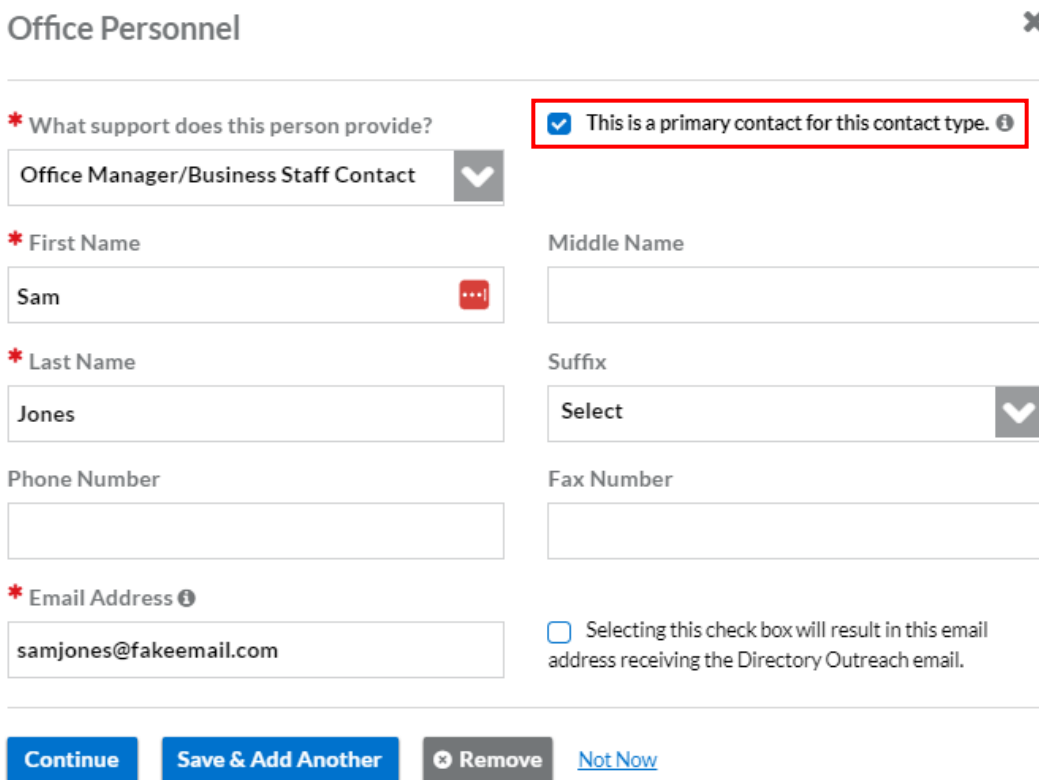 Office Personnel
* What support does this person provide?
This is a primary contact for this contact type.
Office Manager/Business Staff Contact
* First Name
Middle Name
Sam
* Last Name
Suffix
Jones
Select
Phone Number
Fax Number
* Email Address
samjones@fakeemail.com
Selecting this check box will result in this email
address receiving the Directory Outreach email.
Continue
Save & Add Another
Remove
Not Now